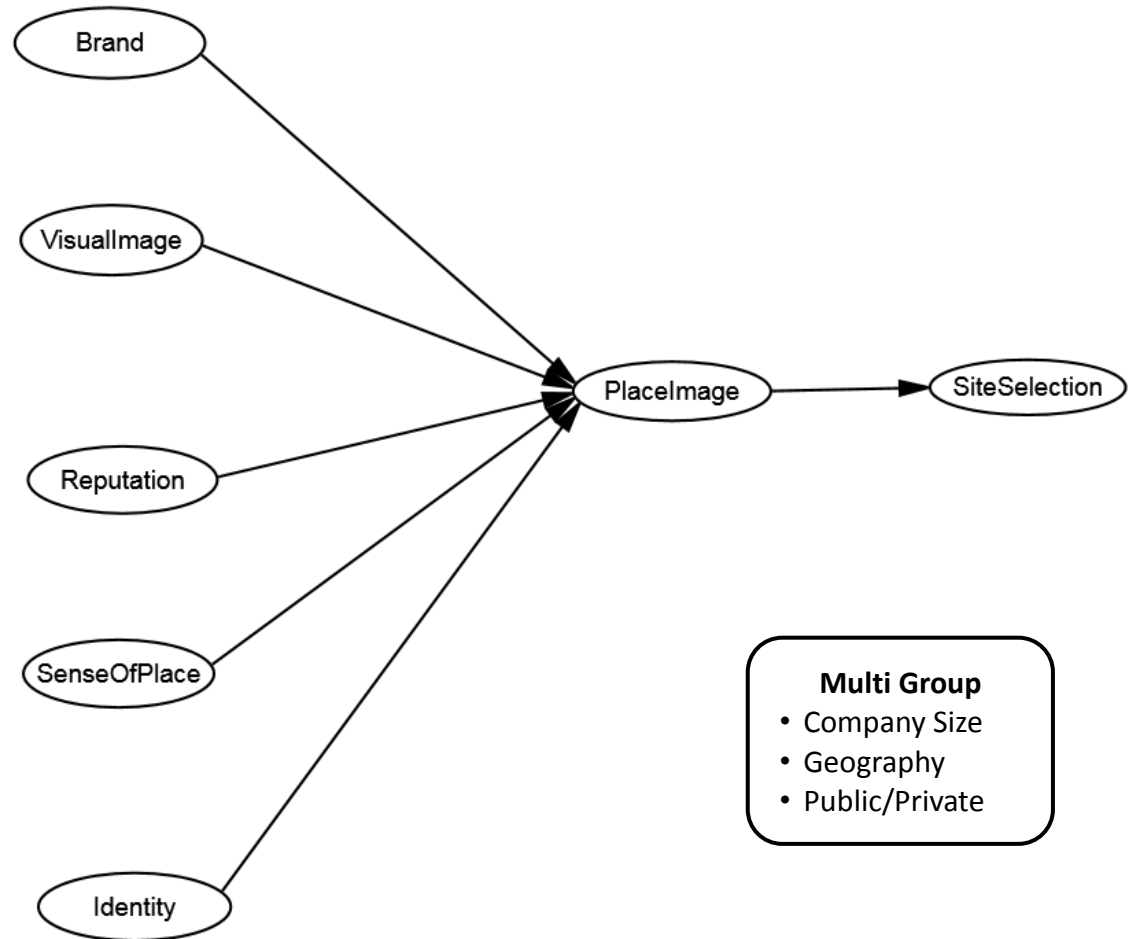 Brand
VisualImage
Reputation
SenseOfPlace
Identity
PlaceImage
SiteSelection
Multi Group
• Company Size
• Geography
• Public/Private